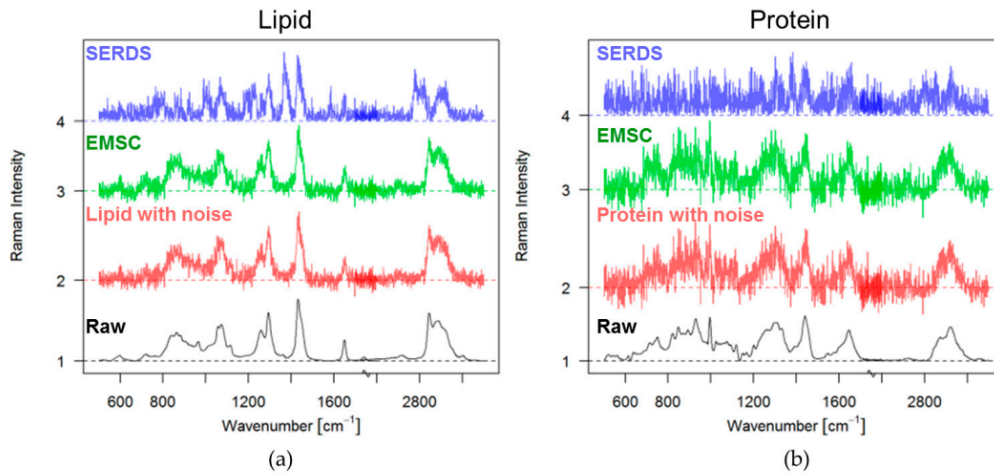 Lipid
SERDS
4
EMSC
3
Lipid with noise
2
Raw
1
Raman Intensity
600 800 1200 1600 2800
Wavenumber [cm⁻¹]
(a)
Protein
SERDS
4
EMSC
3
Protein with noise
2
Raw
1
Raman Intensity
600 800 1200 1600 2800
Wavenumber [cm⁻¹]
(b)